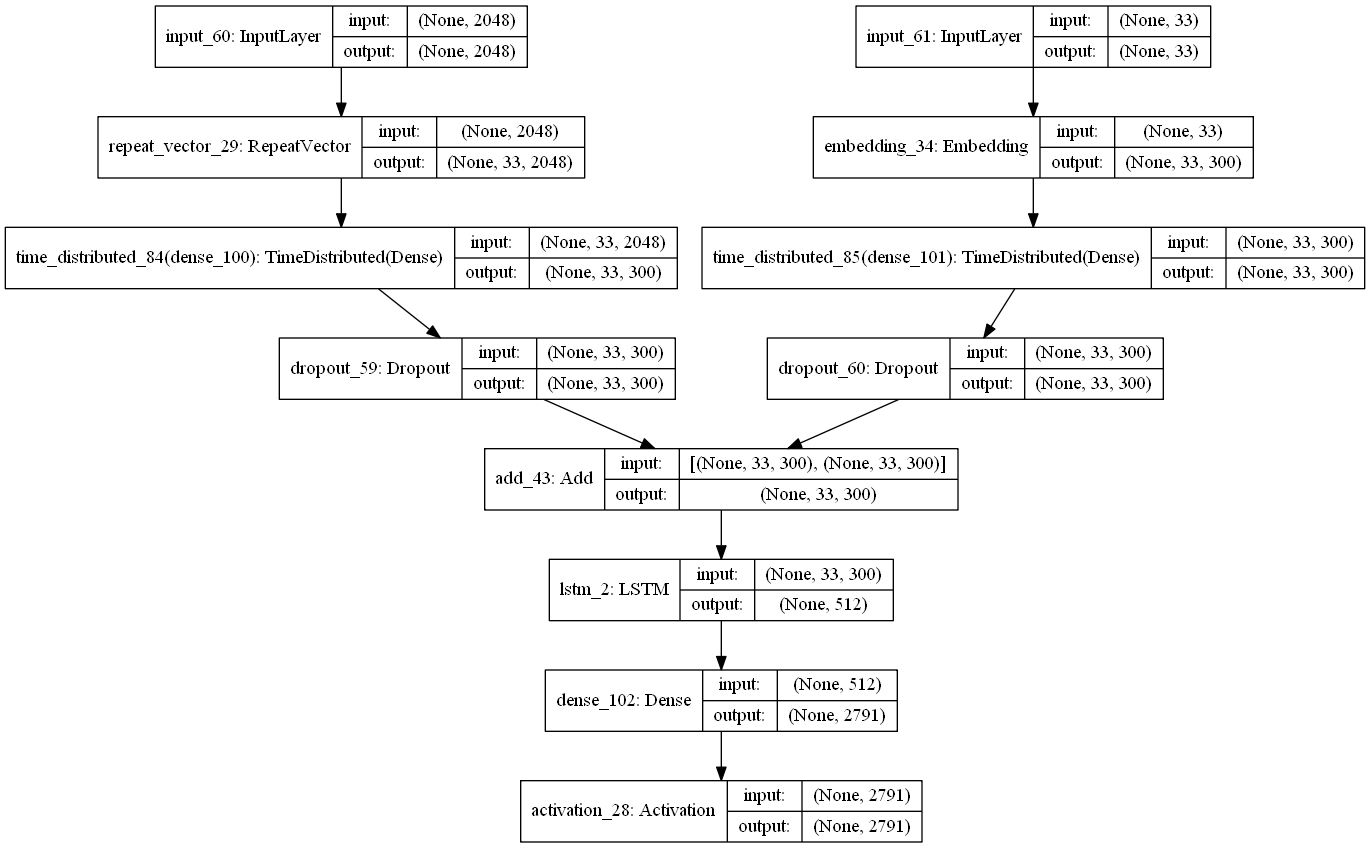 input_60: InputLayer
input: (None, 2048)
output: (None, 2048)
input_61: InputLayer
input: (None, 33)
output: (None, 33)
repeat_vector_29: RepeatVector
input: (None, 2048)
output: (None, 33, 2048)
embedding_34: Embedding
input: (None, 33)
output: (None, 33, 300)
time_distributed_84(dense_100): TimeDistributed(Dense)
input: (None, 33, 2048)
output: (None, 33, 300)
time_distributed_85(dense_101): TimeDistributed(Dense)
input: (None, 33, 300)
output: (None, 33, 300)
dropout_59: Dropout
input: (None, 33, 300)
output: (None, 33, 300)
dropout_60: Dropout
input: (None, 33, 300)
output: (None, 33, 300)
add_43: Add
input: [(None, 33, 300), (None, 33, 300)]
output: (None, 33, 300)
lstm_2: LSTM
input: (None, 33, 300)
output: (None, 512)
dense_102: Dense
input: (None, 512)
output: (None, 2791)
activation_28: Activation
input: (None, 2791)
output: (None, 2791)